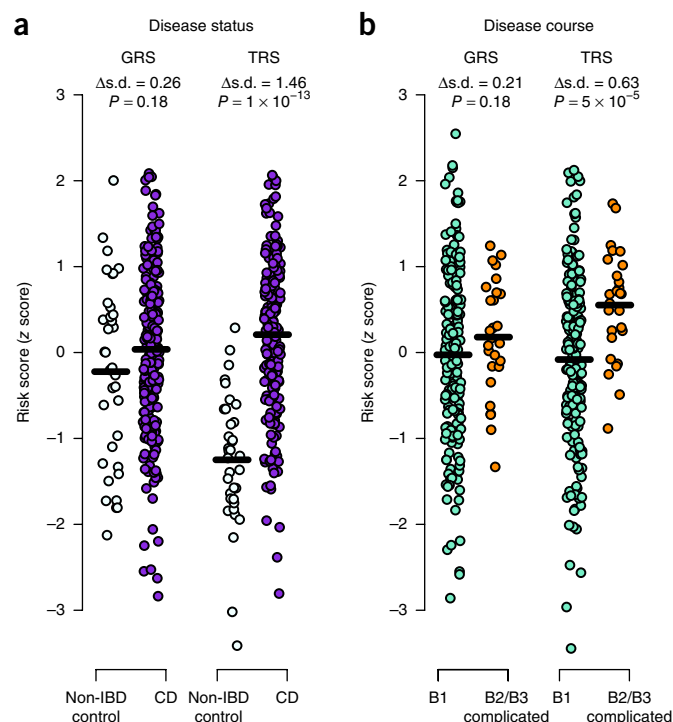 a
Disease status
GRS
TRS
Δs.d. = 0.26
P = 0.18
Δs.d. = 1.46
P = 1 × 10⁻¹³
Risk score (z score)
3
2
1
0
–1
–2
–3
Non-IBD
control
CD
Non-IBD
control
CD
b
Disease course
GRS
TRS
Δs.d. = 0.21
P = 0.18
Δs.d. = 0.63
P = 5 × 10⁻⁵
Risk score (z score)
3
2
1
0
–1
–2
–3
B1
B2/B3
complicated
B1
B2/B3
complicated